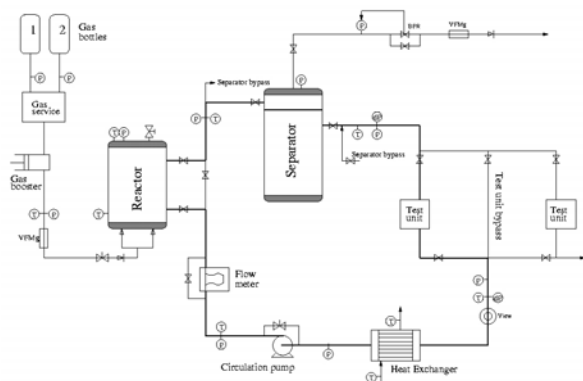 1
2
Gas
bottles
P
P
Gas
service
Gas
booster
T
P
VFMg
T
P
T
Reactor
Separator bypass
P
T
P
Separator
P
BPR
VFMg
T
P
Separator bypass
Test
unit
Test unit bypass
Test
unit
P
T
View
Flow
meter
T
P
Circulation pump
P
T
Heat Exchanger
T